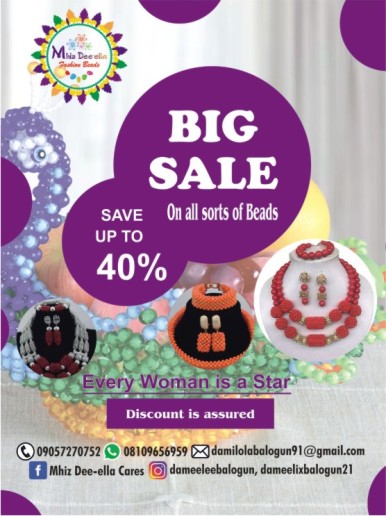 Mhiz Dee-ella
Fashion Beads
BIG
SALE
On all sorts of Beads
SAVE
UP TO
40%
Every Woman is a Star
Discount is assured
09057270752 08109656959 damilolabalogun91@gmail.com
Mhiz Dee-ella Cares dameeleebalogun, dameelixbalogun21